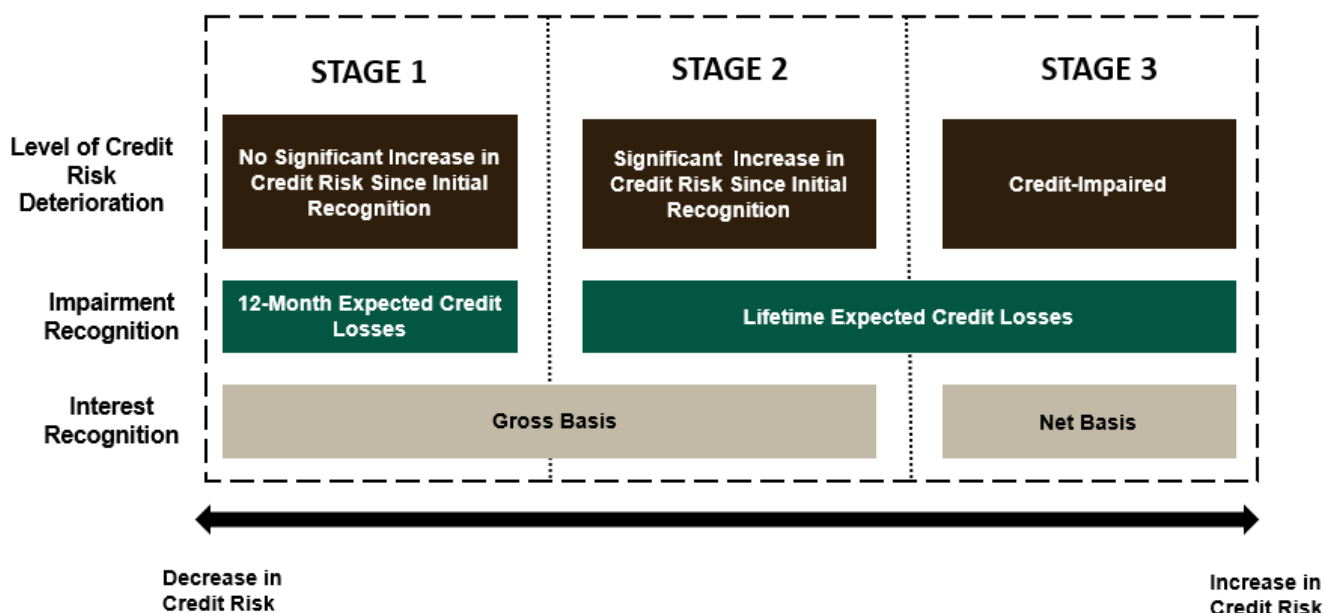 STAGE 1
STAGE 2
STAGE 3
Level of Credit
Risk
Deterioration
No Significant Increase in
Credit Risk Since Initial
Recognition
Significant Increase in
Credit Risk Since Initial
Recognition
Credit-Impaired
Impairment
Recognition
12-Month Expected Credit
Losses
Lifetime Expected Credit Losses
Interest
Recognition
Gross Basis
Net Basis
Decrease in
Credit Risk
Increase in
Credit Risk